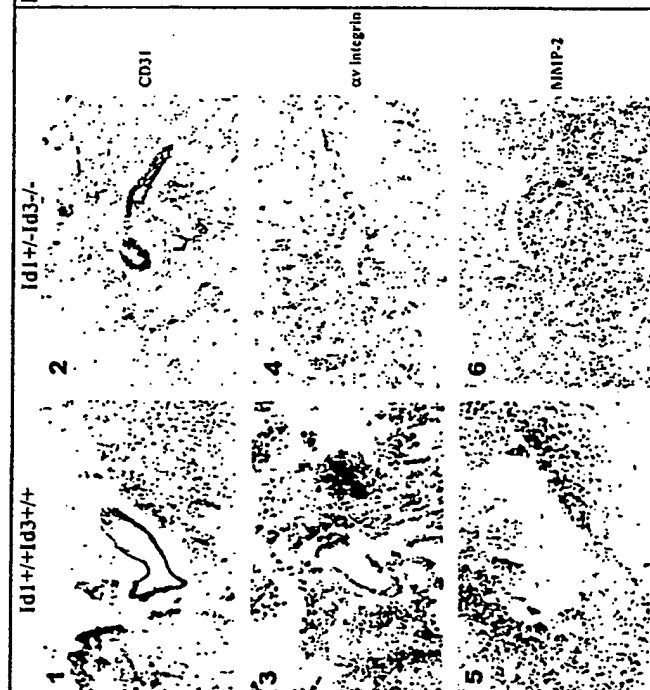 Id1+/+Id3+/+
Id1+/-Id3-/-
1
2
CD31
3
4
αv integrin
5
6
MMP-2